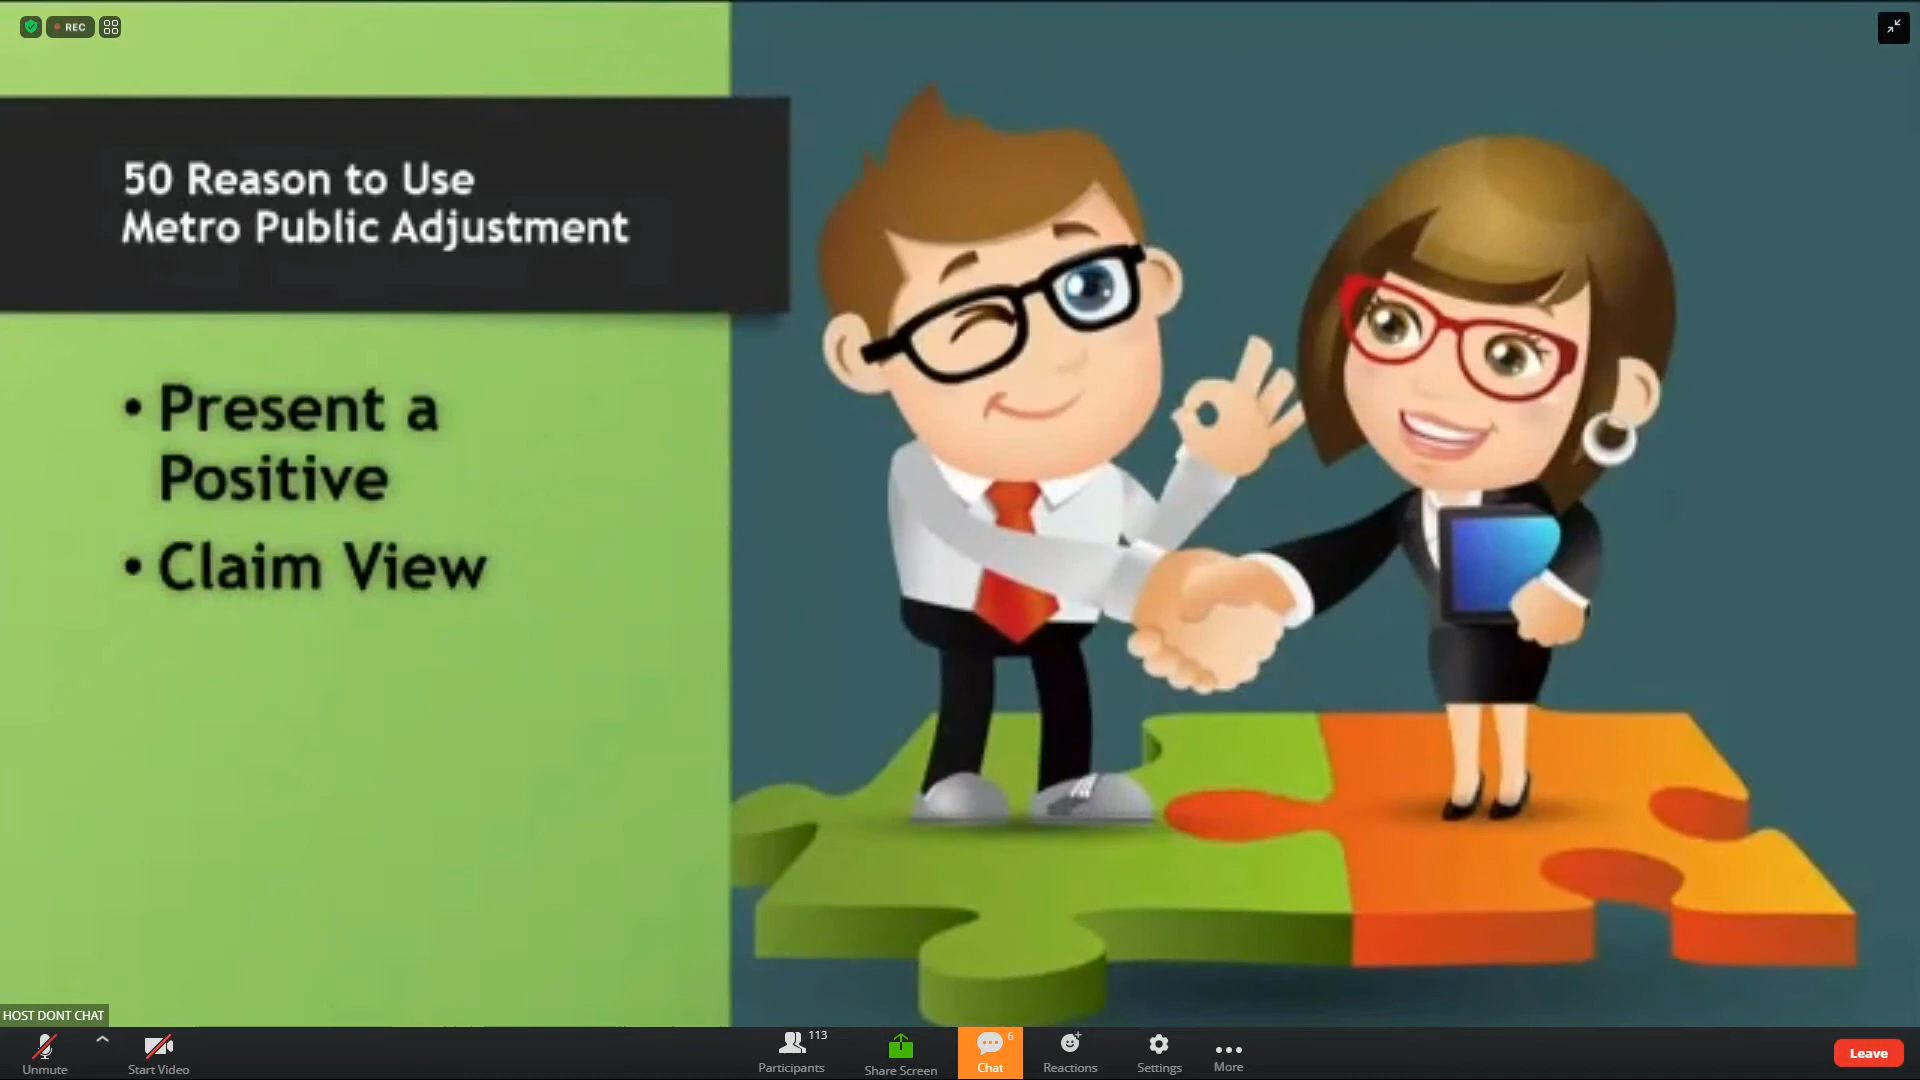 REC
50 Reason to Use
Metro Public Adjustment
• Present a
Positive
• Claim View
HOST DONT CHAT
Unmute
Start Video
Participants
113
Share Screen
Chat
6
Reactions
Settings
More
Leave